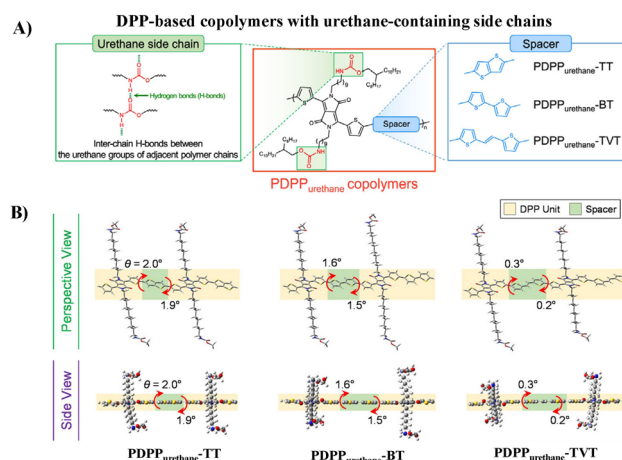 DPP-based copolymers with urethane-containing side chains
A)
Urethane side chain
Hydrogen bonds (H-bonds)
Inter-chain H-bonds between
the urethane groups of adjacent polymer chains
Spacer
PDPPurethane copolymers
Spacer
PDPPurethane-TT
PDPPurethane-BT
PDPPurethane-TVT
B)
DPP Unit
Spacer
Perspective View
θ = 2.0°
1.9°
1.6°
1.5°
0.3°
0.2°
Side View
θ = 2.0°
1.9°
1.6°
1.5°
0.3°
0.2°
PDPPurethane-TT
PDPPurethane-BT
PDPPurethane-TVT